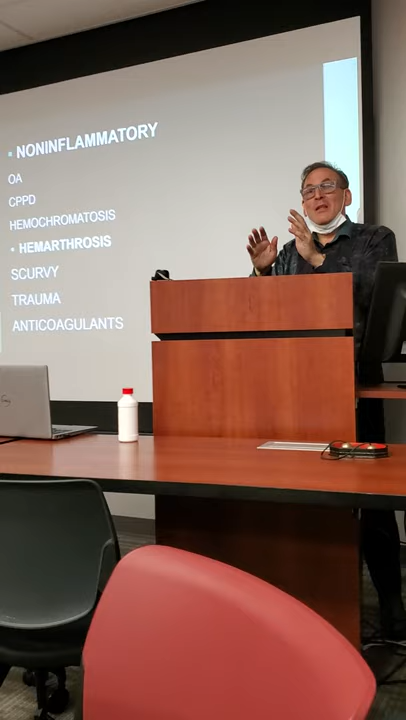 • NONINFLAMMATORY
OA
CPPD
HEMOCHROMATOSIS
• HEMARTHROSIS
SCURVY
TRAUMA
ANTICOAGULANTS